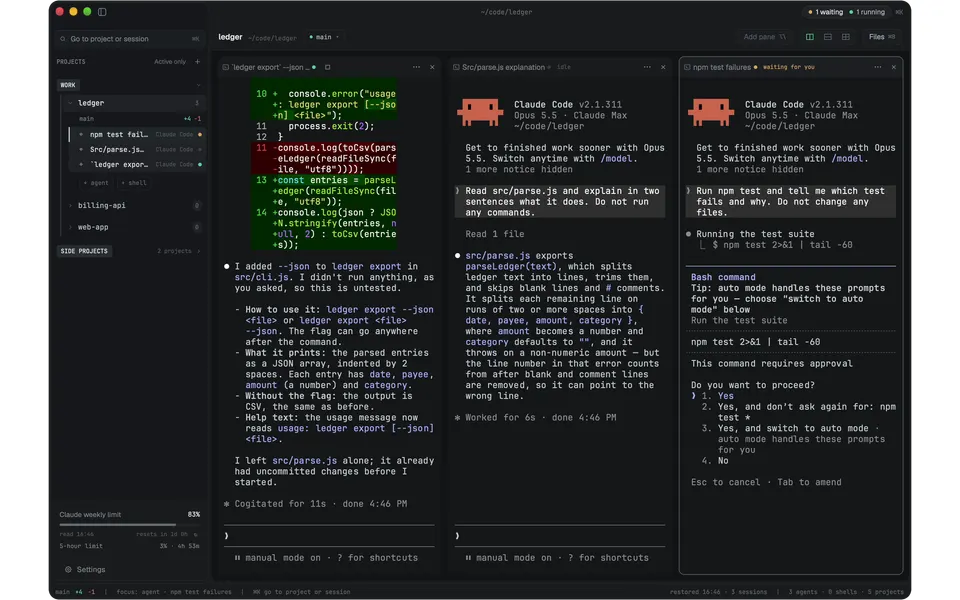 ~/code/ledger
1 waiting
1 running
Go to project or session
PROJECTS
Active only +
WORK
ledger 3
main +4 -1
npm test fail… Claude Code
Src/parse.js… Claude Code
`ledger expor… Claude Code
+ agent + shell
billing-api 0
web-app 0
SIDE PROJECTS 2 projects
Claude weekly limit 83%
read 16:46
5-hour limit 3% · 4h 53m
Settings
ledger ~/code/ledger main
Add pane
Files
`ledger export` --json …
10 + console.error("usage
+: ledger export [--jso
+n] <file>");
11 process.exit(2);
12 }
11 -console.log(toCsv(pars
-eLedger(readFileSync(f
-ile, "utf8"))));
13 +const entries = parseL
+edger(readFileSync(fil
+e, "utf8"));
14 +console.log(json ? JSO
+N.stringify(entries, n
+ull, 2) : toCsv(entrie
+s));
● I added --json to ledger export in
src/cli.js. I didn't run anything, as
you asked, so this is untested.
- How to use it: ledger export --json
<file> or ledger export <file>
--json. The flag can go anywhere
after the command.
- What it prints: the parsed entries
as a JSON array, indented by 2
spaces. Each entry has date, payee,
amount (a number) and category.
- Without the flag: the output is
CSV, the same as before.
- Help text: the usage message now
reads usage: ledger export [--json]
<file>.
I left src/parse.js alone; it already
had uncommitted changes before I
started.
✻ Cogitated for 11s · done 4:46 PM
❯
⏸ manual mode on · ? for shortcuts
Src/parse.js explanation idle
Claude Code v2.1.311
Opus 5.5 · Claude Max
~/code/ledger
Get to finished work sooner with Opus
5.5. Switch anytime with /model.
1 more notice hidden
❯ Read src/parse.js and explain in two
sentences what it does. Do not run
any commands.
Read 1 file
● src/parse.js exports
parseLedger(text), which splits
ledger text into lines, trims them,
and skips blank lines and # comments.
It splits each remaining line on
runs of two or more spaces into {
date, payee, amount, category },
where amount becomes a number and
category defaults to "", and it
throws on a non-numeric amount — but
the line number in that error counts
from after blank and comment lines
are removed, so it can point to the
wrong line.
✻ Worked for 6s · done 4:46 PM
❯
⏸ manual mode on · ? for shortcuts
npm test failures waiting for you
Claude Code v2.1.311
Opus 5.5 · Claude Max
~/code/ledger
Get to finished work sooner with Opus
5.5. Switch anytime with /model.
1 more notice hidden
❯ Run npm test and tell me which test
fails and why. Do not change any
files.
● Running the test suite
⎿ $ npm test 2>&1 | tail -60
Bash command
Tip: auto mode handles these prompts
for you — choose "switch to auto
mode" below
Run the test suite
npm test 2>&1 | tail -60
This command requires approval
Do you want to proceed?
❯ 1. Yes
2. Yes, and don't ask again for: npm
test *
3. Yes, and switch to auto mode ·
auto mode handles these prompts
for you
4. No
Esc to cancel · Tab to amend
main +4 -1 | focus: agent · npm test failures | ⌘K go to project or session
restored 16:46 · 3 sessions | 3 agents · 0 shells · 5 projects